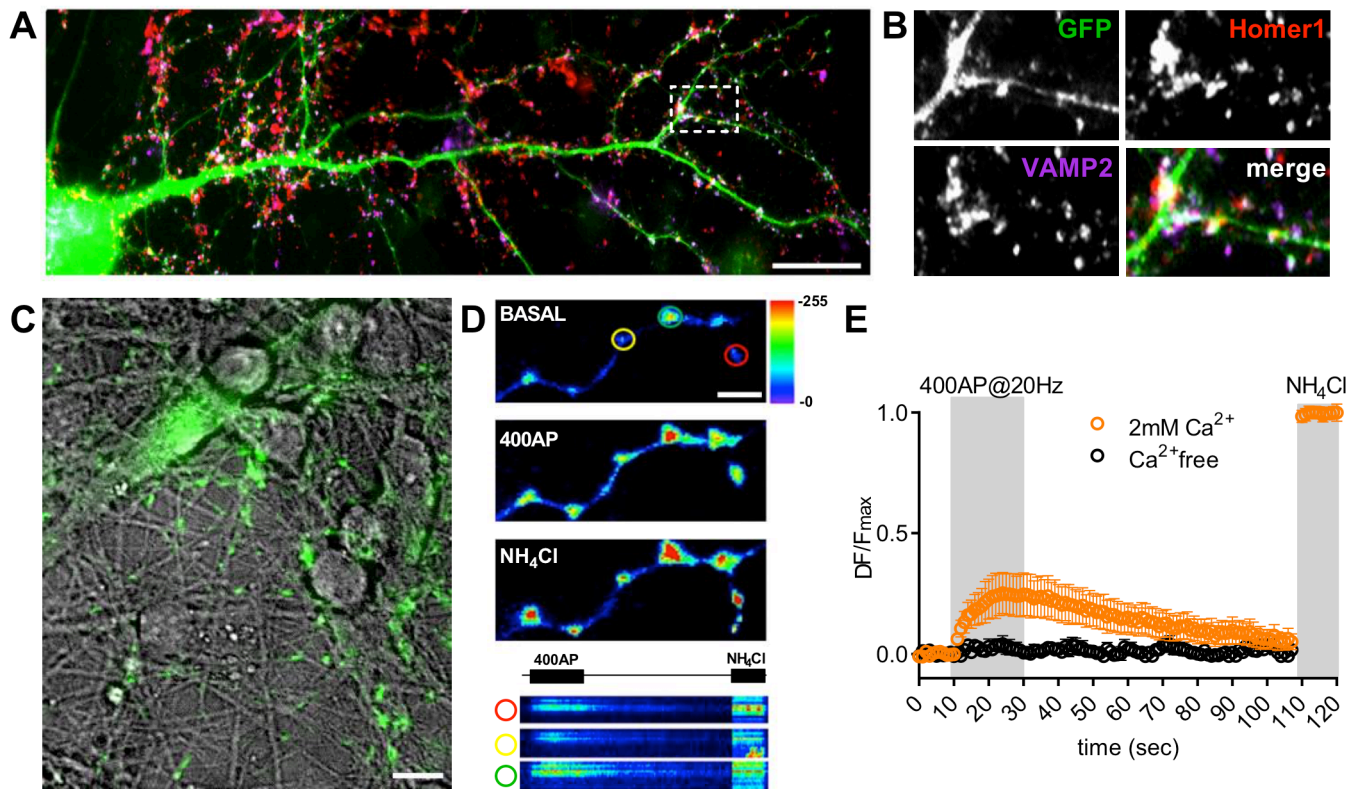 A
B
GFP
Homer1
VAMP2
merge
C
D
BASAL
-255
-0
400AP
NH₄Cl
400AP
NH₄Cl
E
400AP@20Hz
NH₄Cl
2mM Ca²⁺
Ca²⁺free
1.0
0.5
0.0
DF/Fmax
0 10 20 30 40 50 60 70 80 90 100 110 120
time (sec)